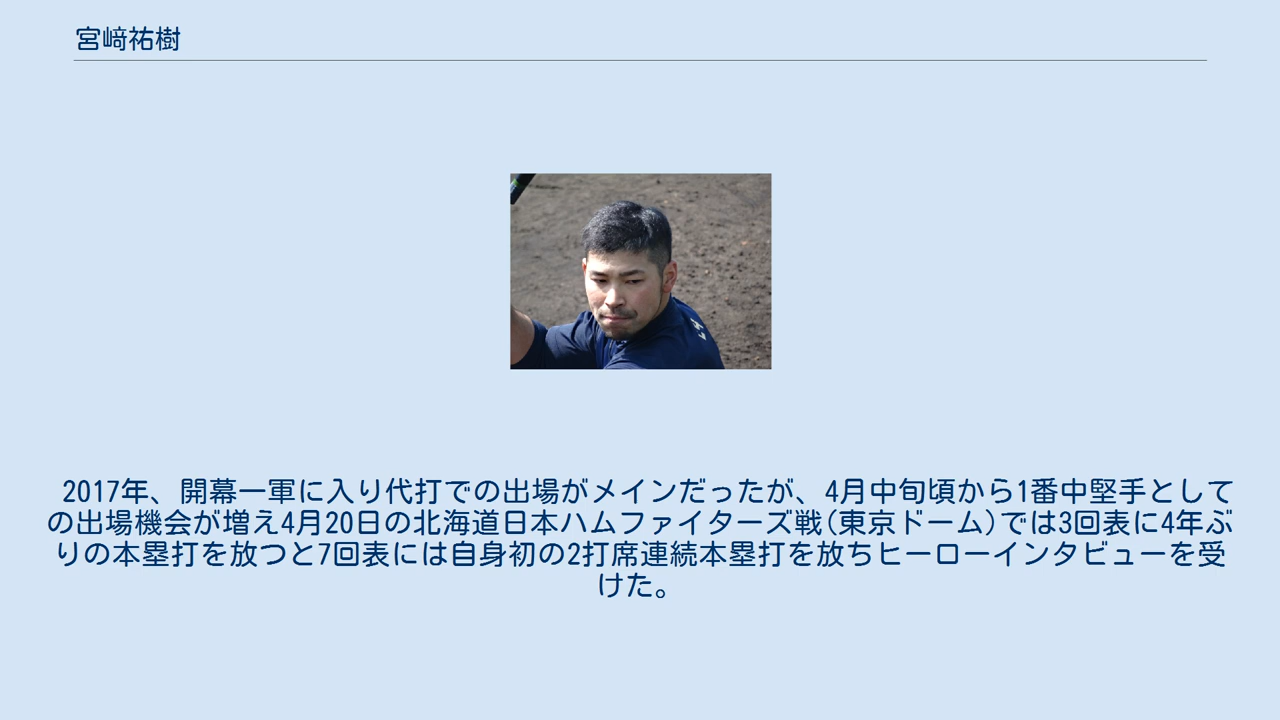 宮﨑祐樹
2017年、開幕一軍に入り代打での出場がメインだったが、4月中旬頃から1番中堅手として
の出場機会が増え4月20日の北海道日本ハムファイターズ戦(東京ドーム)では3回表に4年ぶ
りの本塁打を放つと7回表には自身初の2打席連続本塁打を放ちヒーローインタビューを受
けた。